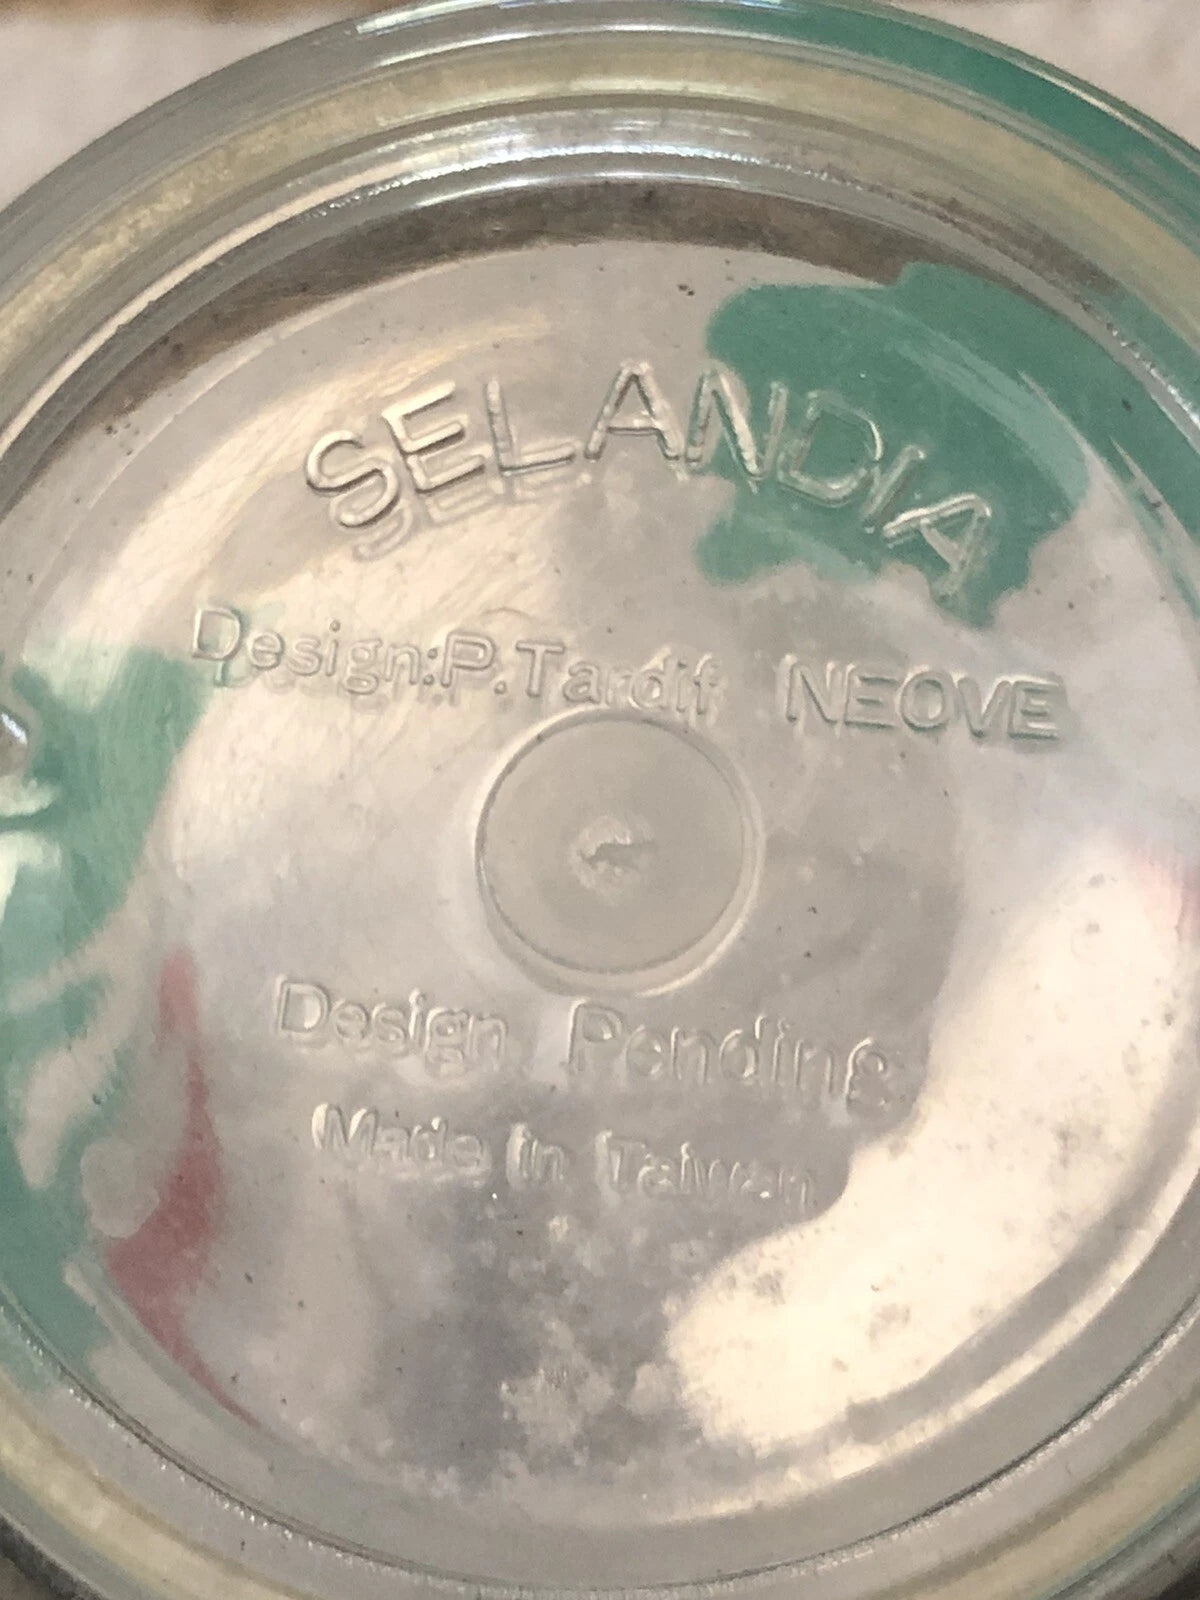 SELANDIA
Design:P.Tardif NEOVE
Design Pending
Made in Taiwan